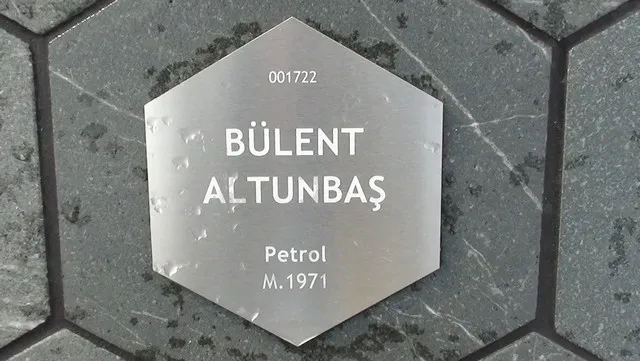 001722
BÜLENT
ALTUNBAŞ
Petrol
M.1971